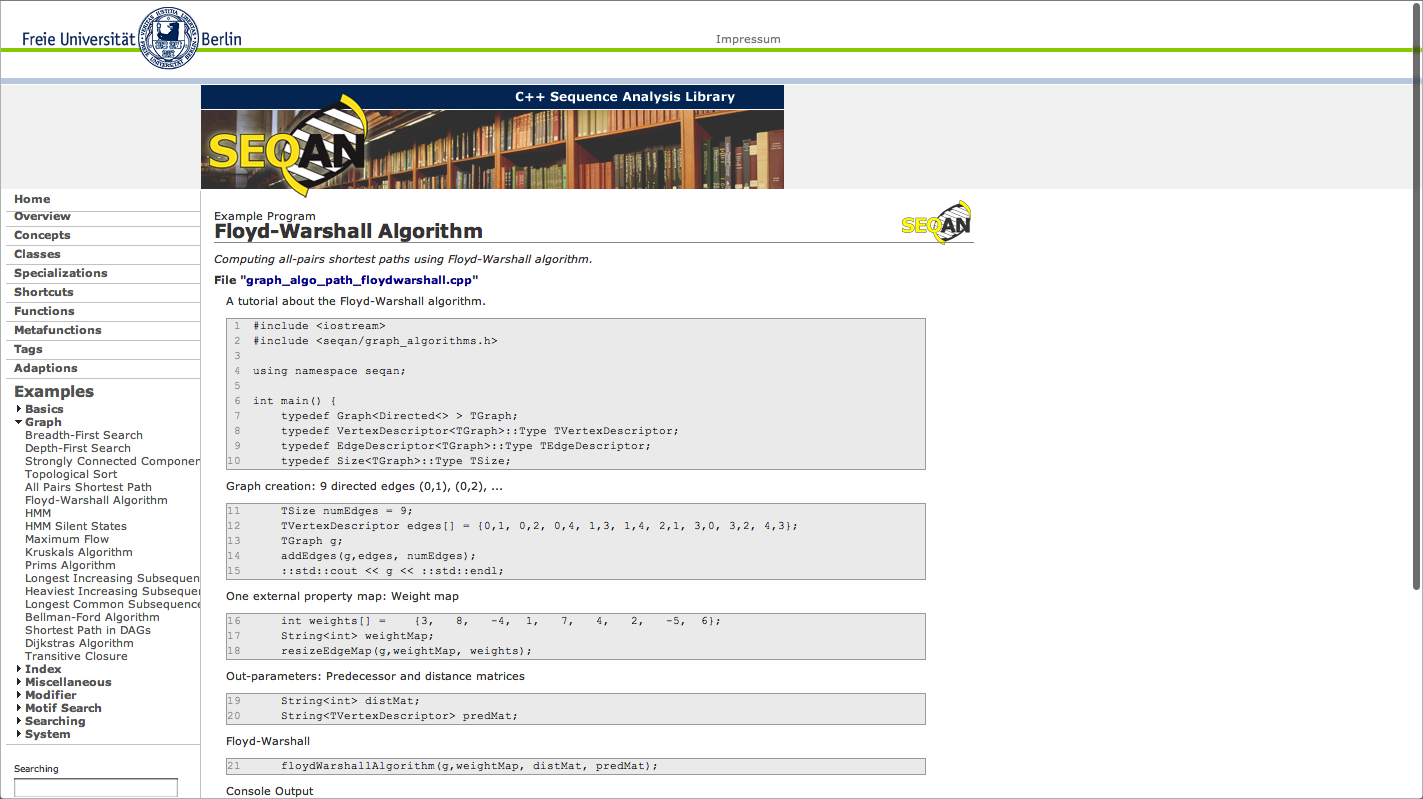 Freie Universität Berlin
Impressum
C++ Sequence Analysis Library
SEQAN
Home
Overview
Concepts
Classes
Specializations
Shortcuts
Functions
Metafunctions
Tags
Adaptions
Examples
Basics
Graph
Breadth-First Search
Depth-First Search
Strongly Connected Componen
Topological Sort
All Pairs Shortest Path
Floyd-Warshall Algorithm
HMM
HMM Silent States
Maximum Flow
Kruskals Algorithm
Prims Algorithm
Longest Increasing Subsequen
Heaviest Increasing Subseque
Longest Common Subsequence
Bellman-Ford Algorithm
Shortest Path in DAGs
Dijkstras Algorithm
Transitive Closure
Index
Miscellaneous
Modifier
Motif Search
Searching
System
Searching
Example Program
Floyd-Warshall Algorithm
SEQAN
Computing all-pairs shortest paths using Floyd-Warshall algorithm.
File "graph_algo_path_floydwarshall.cpp"
A tutorial about the Floyd-Warshall algorithm.
1 #include <iostream>
2 #include <seqan/graph_algorithms.h>
3
4 using namespace seqan;
5
6 int main() {
7     typedef Graph<Directed<> > TGraph;
8     typedef VertexDescriptor<TGraph>::Type TVertexDescriptor;
9     typedef EdgeDescriptor<TGraph>::Type TEdgeDescriptor;
10     typedef Size<TGraph>::Type TSize;
Graph creation: 9 directed edges (0,1), (0,2), ...
11     TSize numEdges = 9;
12     TVertexDescriptor edges[] = {0,1, 0,2, 0,4, 1,3, 1,4, 2,1, 3,0, 3,2, 4,3};
13     TGraph g;
14     addEdges(g,edges, numEdges);
15     ::std::cout << g << ::std::endl;
One external property map: Weight map
16     int weights[] =    {3,   8,   -4,  1,   7,   4,   2,   -5,  6};
17     String<int> weightMap;
18     resizeEdgeMap(g,weightMap, weights);
Out-parameters: Predecessor and distance matrices
19     String<int> distMat;
20     String<TVertexDescriptor> predMat;
Floyd-Warshall
21     floydWarshallAlgorithm(g,weightMap, distMat, predMat);
Console Output